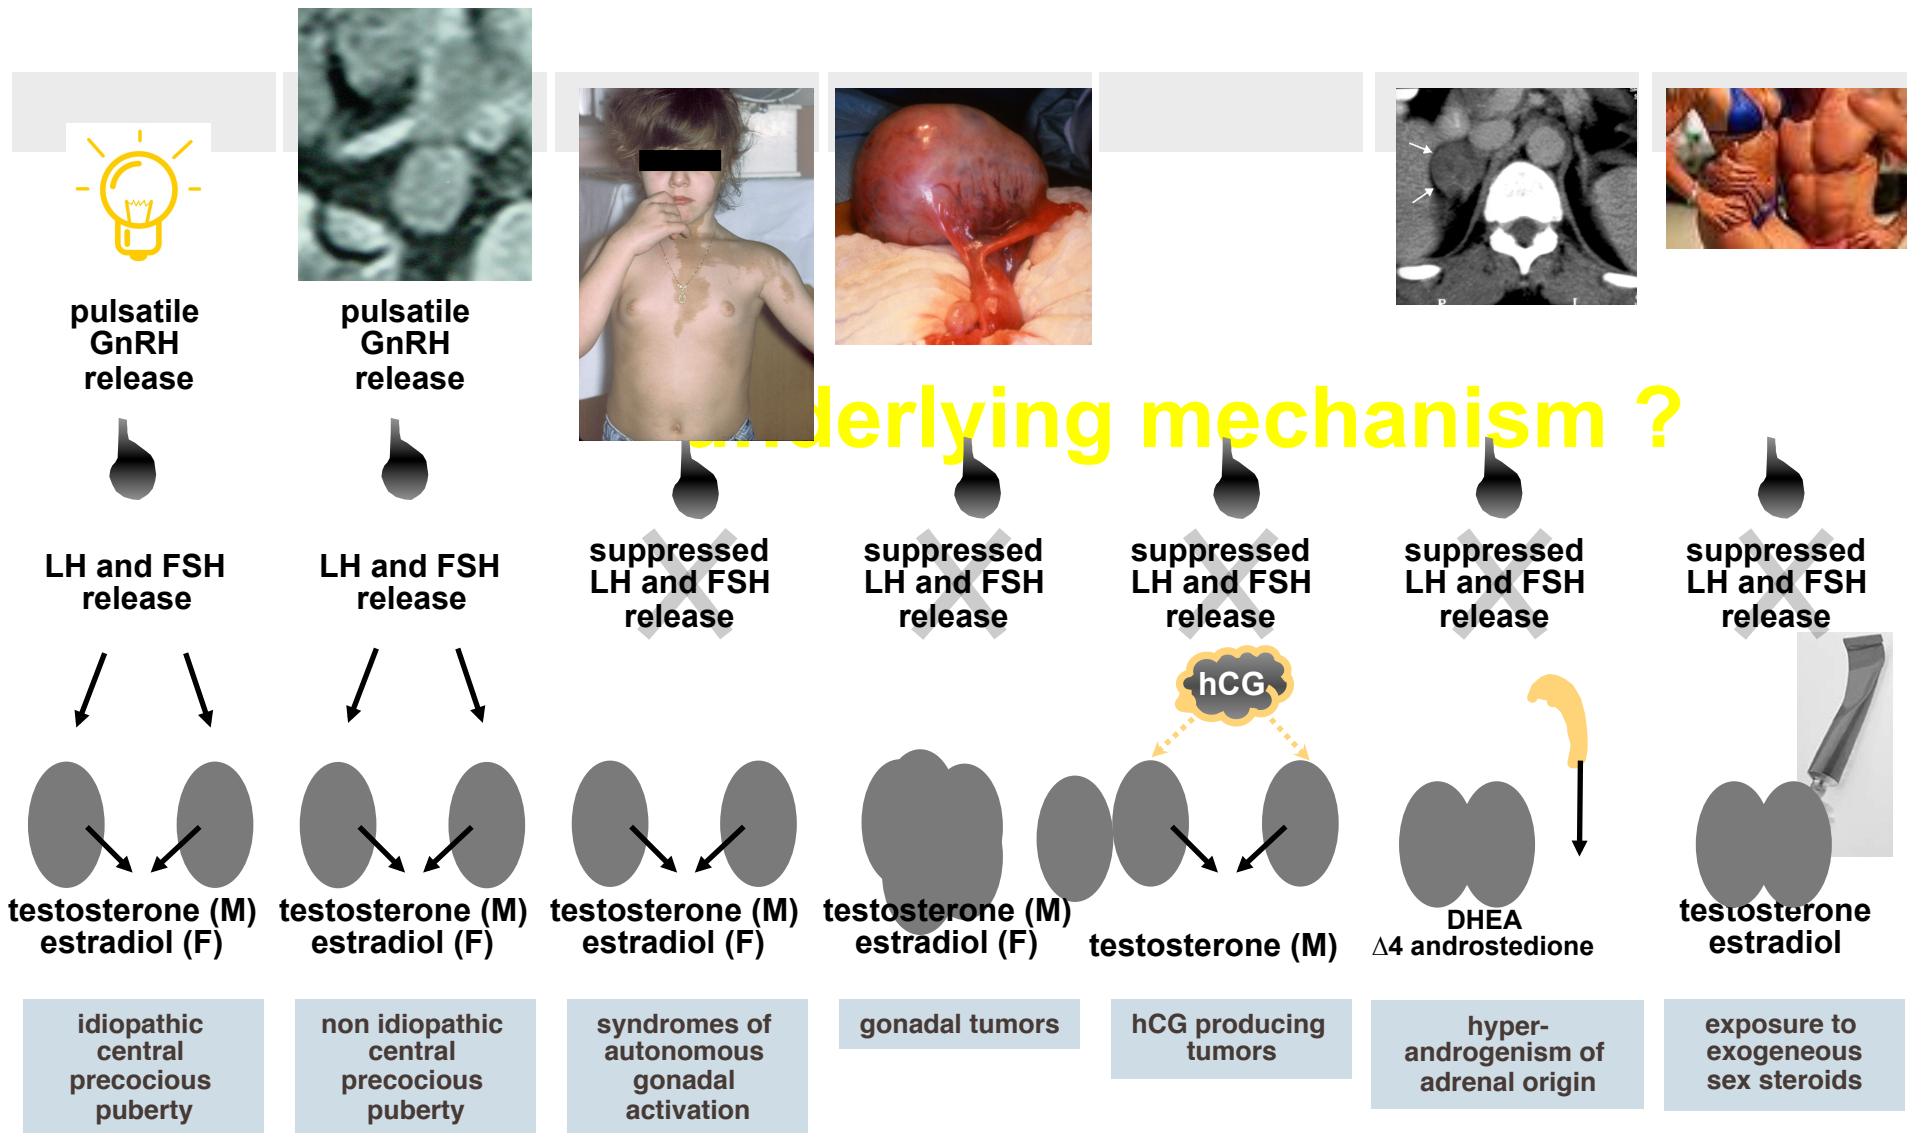 pulsatile
GnRH
release
pulsatile
GnRH
release
underlying mechanism ?
LH and FSH
release
LH and FSH
release
suppressed
LH and FSH
release
suppressed
LH and FSH
release
suppressed
LH and FSH
release
suppressed
LH and FSH
release
suppressed
LH and FSH
release
hCG
testosterone (M)
estradiol (F)
testosterone (M)
estradiol (F)
testosterone (M)
estradiol (F)
testosterone (M)
estradiol (F)
testosterone (M)
DHEA
Δ4 androstedione
testosterone
estradiol
idiopathic
central
precocious
puberty
non idiopathic
central
precocious
puberty
syndromes of
autonomous
gonadal
activation
gonadal tumors
hCG producing
tumors
hyper-
androgenism of
adrenal origin
exposure to
exogeneous
sex steroids